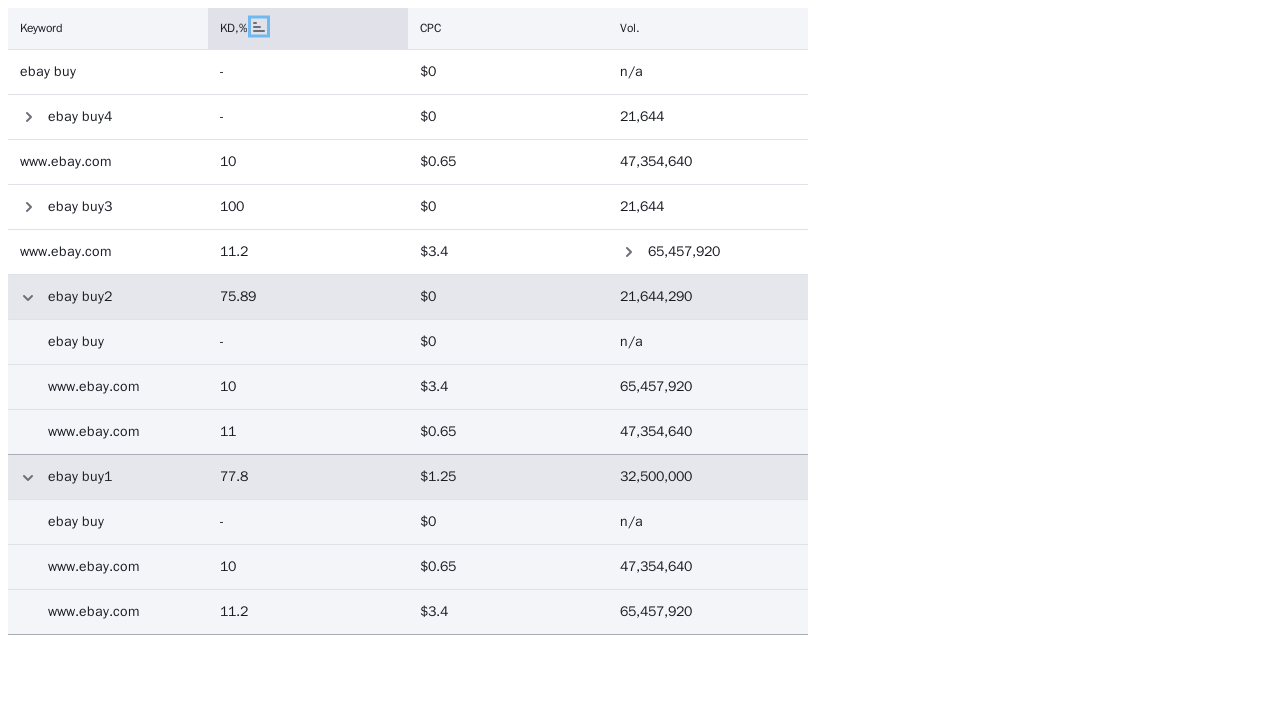 Keyword KD,% CPC Vol.
ebay buy - $0 n/a
ebay buy4 - $0 21,644
www.ebay.com 10 $0.65 47,354,640
ebay buy3 100 $0 21,644
www.ebay.com 11.2 $3.4 65,457,920
ebay buy2 75.89 $0 21,644,290
ebay buy - $0 n/a
www.ebay.com 10 $3.4 65,457,920
www.ebay.com 11 $0.65 47,354,640
ebay buy1 77.8 $1.25 32,500,000
ebay buy - $0 n/a
www.ebay.com 10 $0.65 47,354,640
www.ebay.com 11.2 $3.4 65,457,920